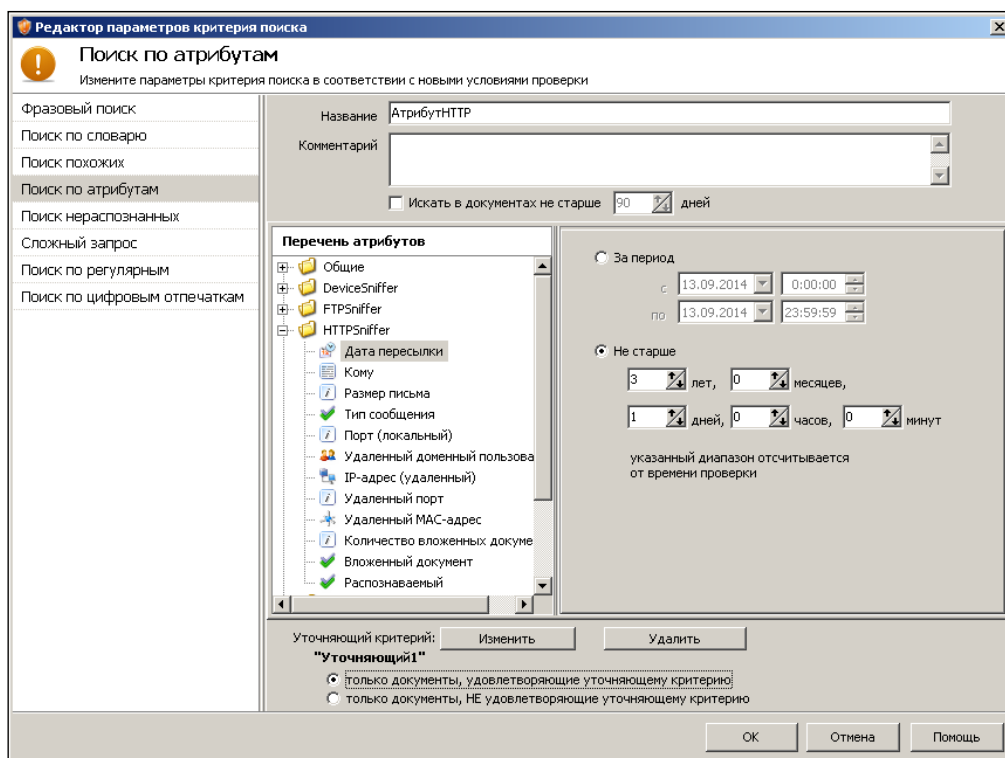 Редактор параметров критерия поиска
Поиск по атрибутам
Измените параметры критерия поиска в соответствии с новыми условиями проверки
Фразовый поиск
Поиск по словарю
Поиск похожих
Поиск по атрибутам
Поиск нераспознанных
Сложный запрос
Поиск по регулярным
Поиск по цифровым отпечаткам
Название АтрибутHTTP
Комментарий
Искать в документах не старше 90 дней
Перечень атрибутов
Общие
DeviceSniffer
FTPSniffer
HTTPSniffer
Дата пересылки
Кому
Размер письма
Тип сообщения
Порт (локальный)
Удаленный доменный пользова
IP-адрес (удаленный)
Удаленный порт
Удаленный MAC-адрес
Количество вложенных докуме
Вложенный документ
Распознаваемый
За период
с 13.09.2014 0:00:00
по 13.09.2014 23:59:59
Не старше
3 лет, 0 месяцев,
1 дней, 0 часов, 0 минут
указанный диапазон отсчитывается
от времени проверки
Уточняющий критерий: Изменить Удалить
"Уточняющий1"
только документы, удовлетворяющие уточняющему критерию
только документы, НЕ удовлетворяющие уточняющему критерию
ОК Отмена Помощь